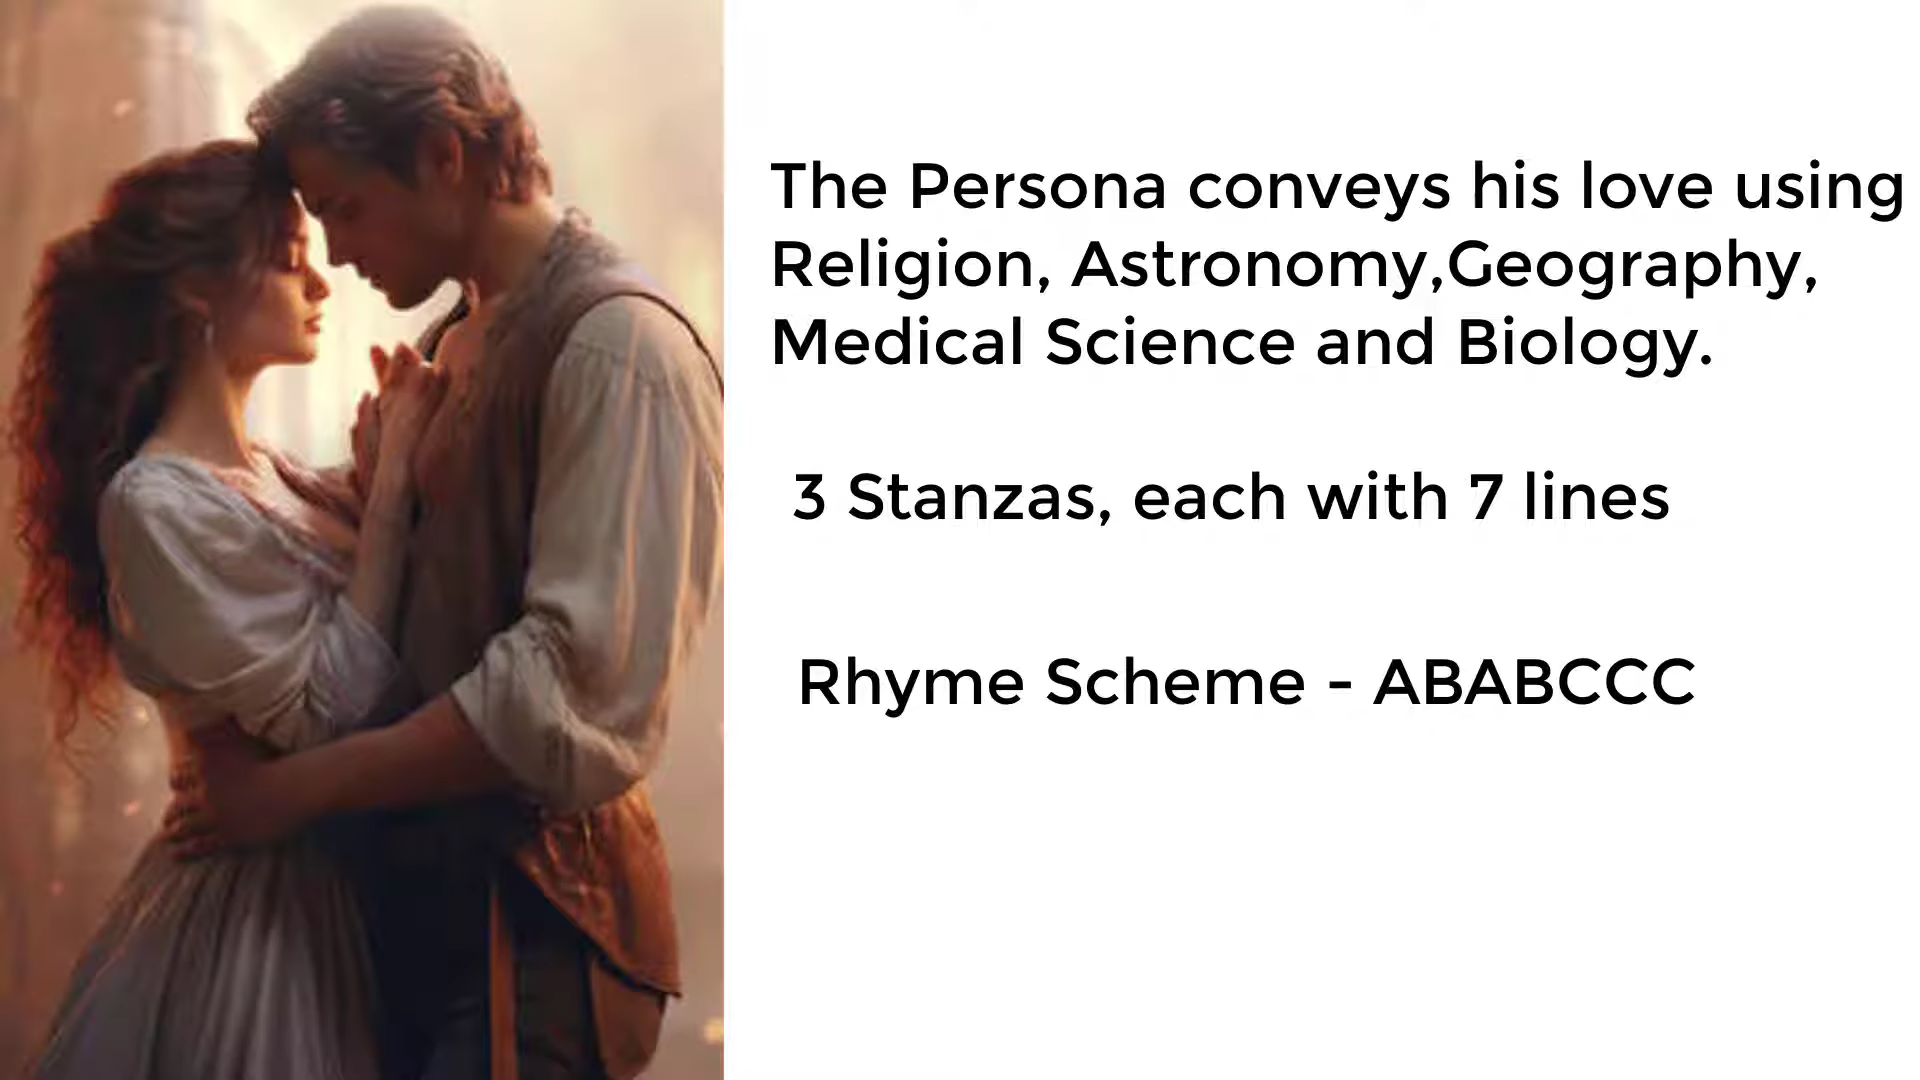 The Persona conveys his love using
Religion, Astronomy,Geography,
Medical Science and Biology.
3 Stanzas, each with 7 lines
Rhyme Scheme - ABABCCC